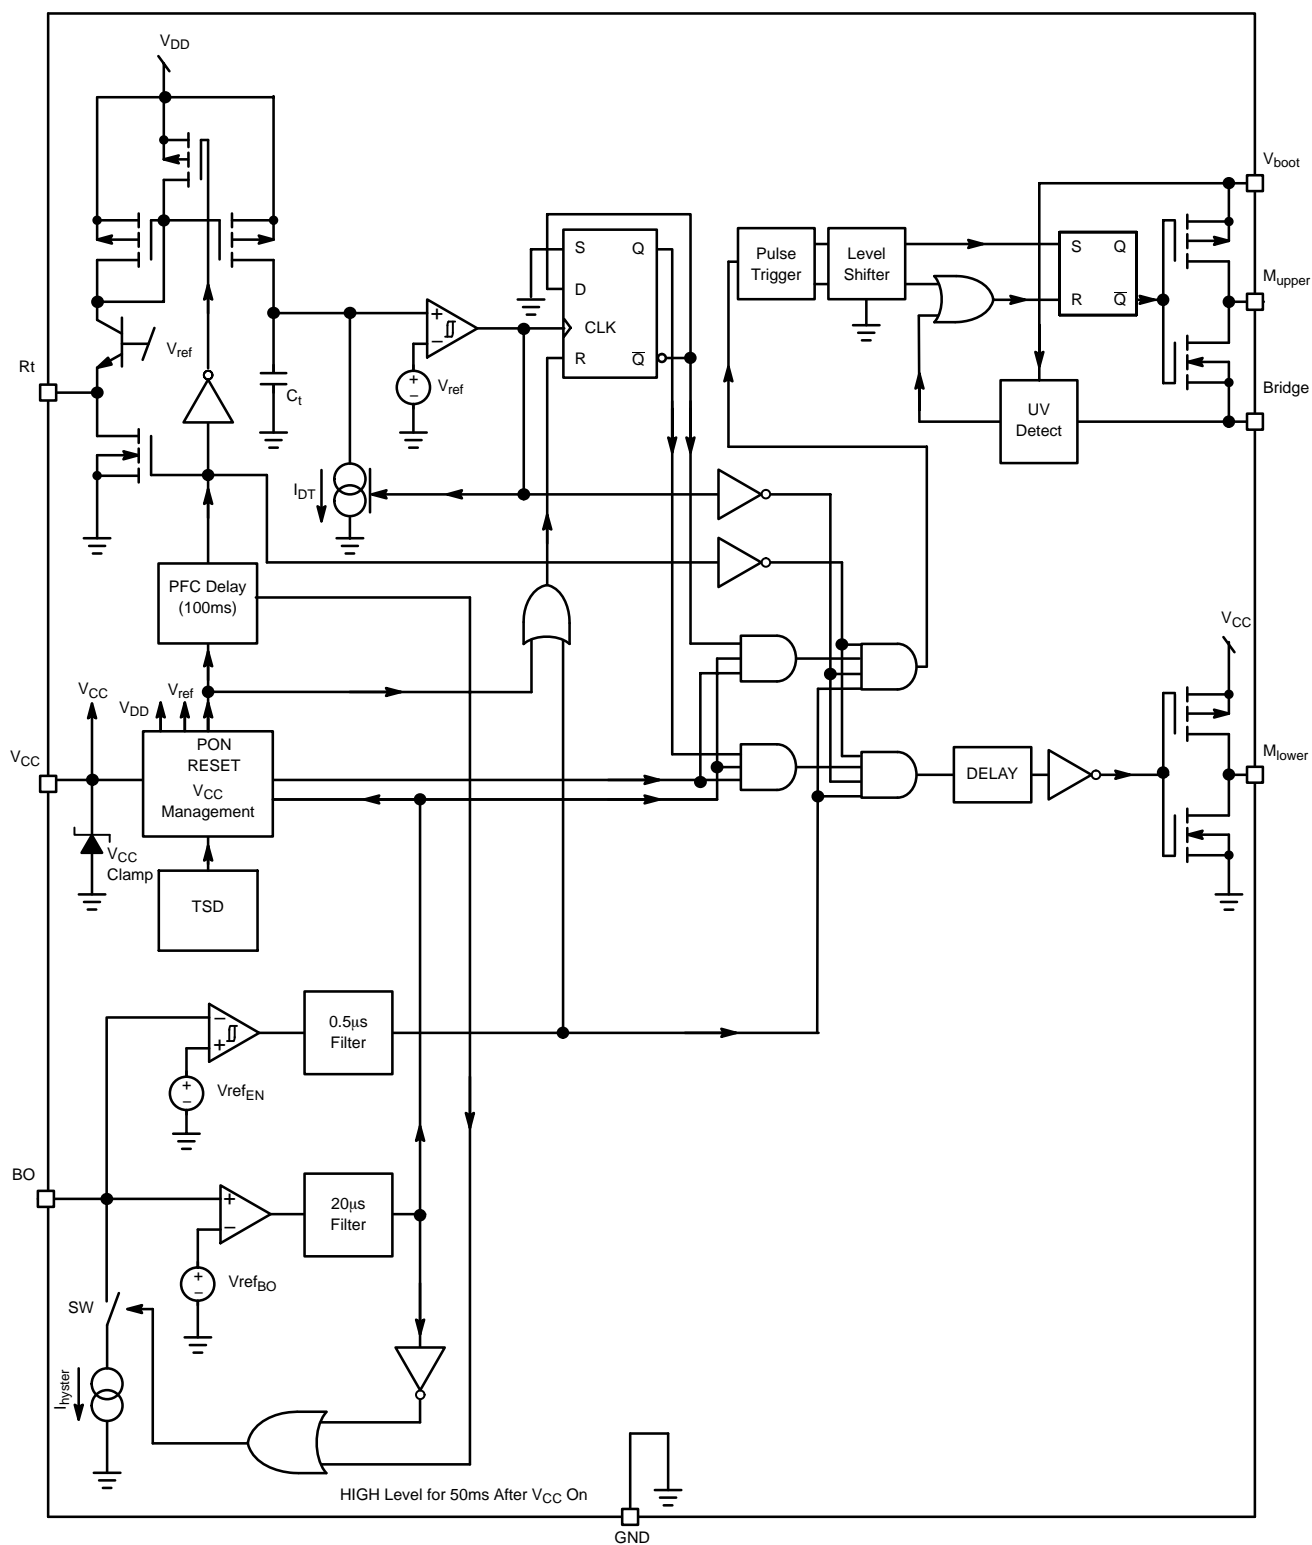 VDD
Vboot
S Q
D
CLK
R Q
Pulse
Trigger
Level
Shifter
S Q
R Q
Mupper
Vref
Rt
Ct
+
−
+
−
Vref
UV
Detect
Bridge
IDT
PFC Delay
(100ms)
VCC
VCC
Vref
VDD
VCC
PON
RESET
VCC
Management
DELAY
Mlower
VCC
Clamp
TSD
−
+
0.5μs
Filter
+
−
VrefEN
BO
+
−
20μs
Filter
+
−
VrefBO
SW
Ihyster
HIGH Level for 50ms After VCC On
GND